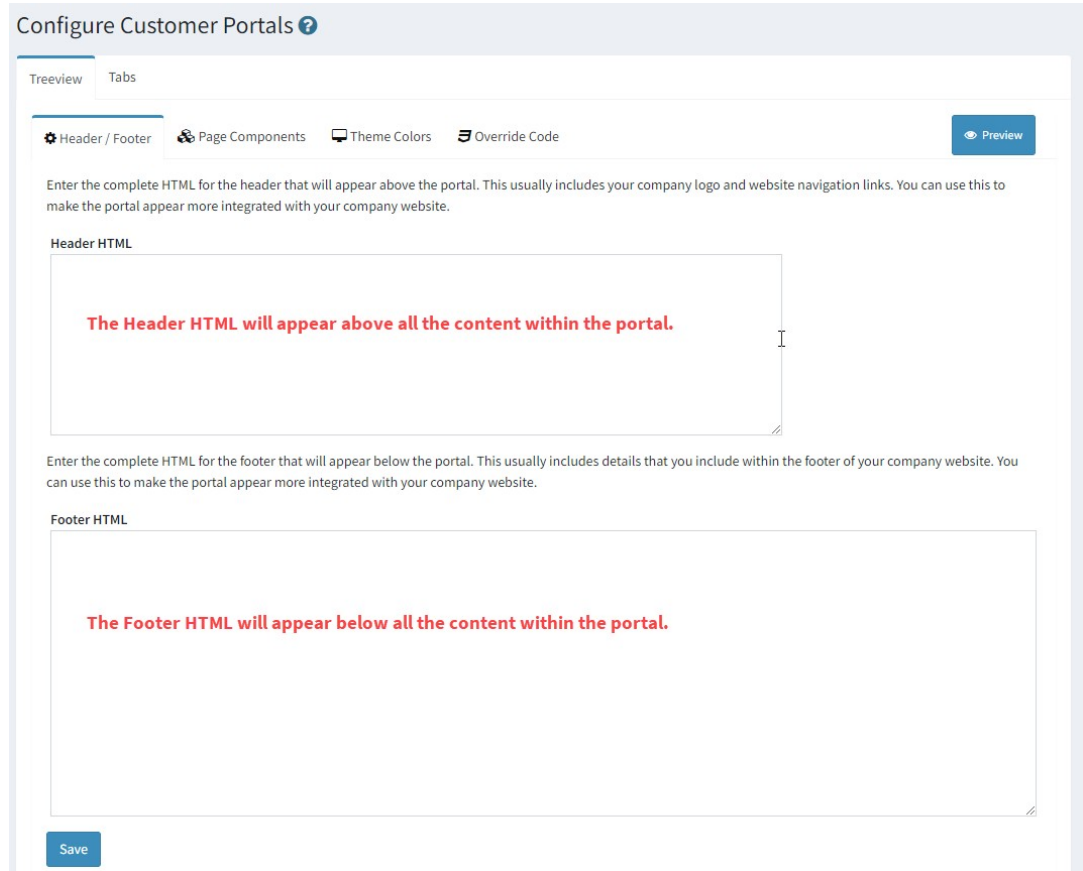 Configure Customer Portals
Treeview Tabs
Header / Footer Page Components Theme Colors Override Code Preview
Enter the complete HTML for the header that will appear above the portal. This usually includes your company logo and website navigation links. You can use this to
make the portal appear more integrated with your company website.
Header HTML
The Header HTML will appear above all the content within the portal.
Enter the complete HTML for the footer that will appear below the portal. This usually includes details that you include within the footer of your company website. You
can use this to make the portal appear more integrated with your company website.
Footer HTML
The Footer HTML will appear below all the content within the portal.
Save